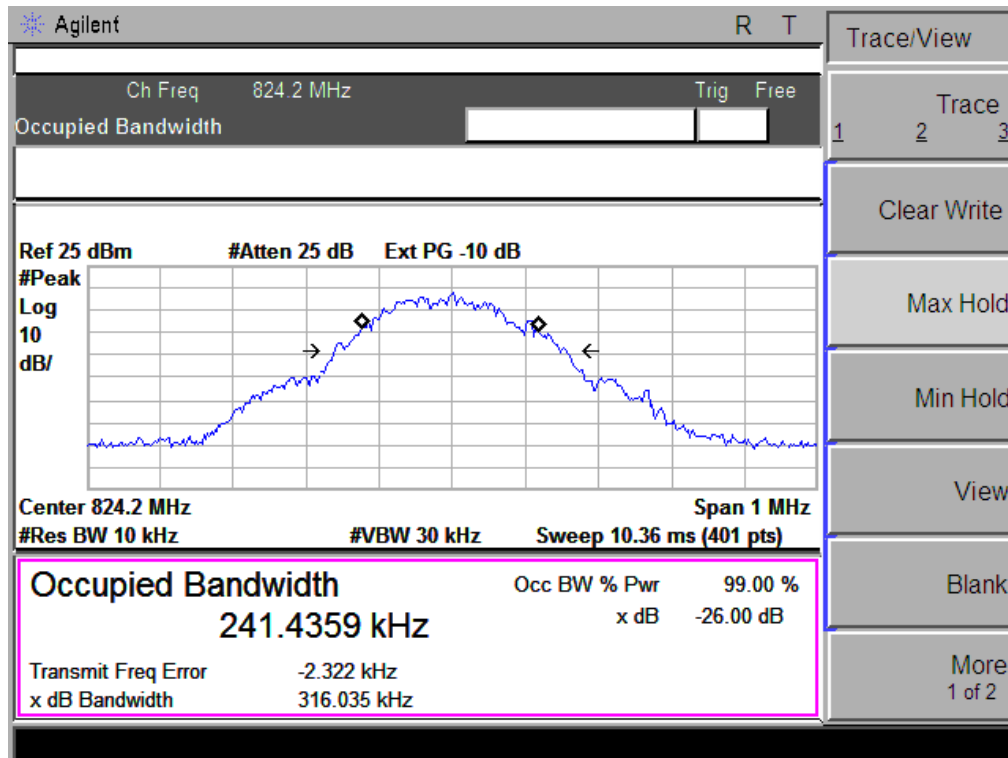 Agilent R T
Ch Freq 824.2 MHz Trig Free
Occupied Bandwidth
Ref 25 dBm #Atten 25 dB Ext PG -10 dB
#Peak
Log
10
dB/
Center 824.2 MHz Span 1 MHz
#Res BW 10 kHz #VBW 30 kHz Sweep 10.36 ms (401 pts)
Occupied Bandwidth Occ BW % Pwr 99.00 %
241.4359 kHz x dB -26.00 dB
Transmit Freq Error -2.322 kHz
x dB Bandwidth 316.035 kHz
Trace/View
Trace
1 2 3
Clear Write
Max Hold
Min Hold
View
Blank
More
1 of 2